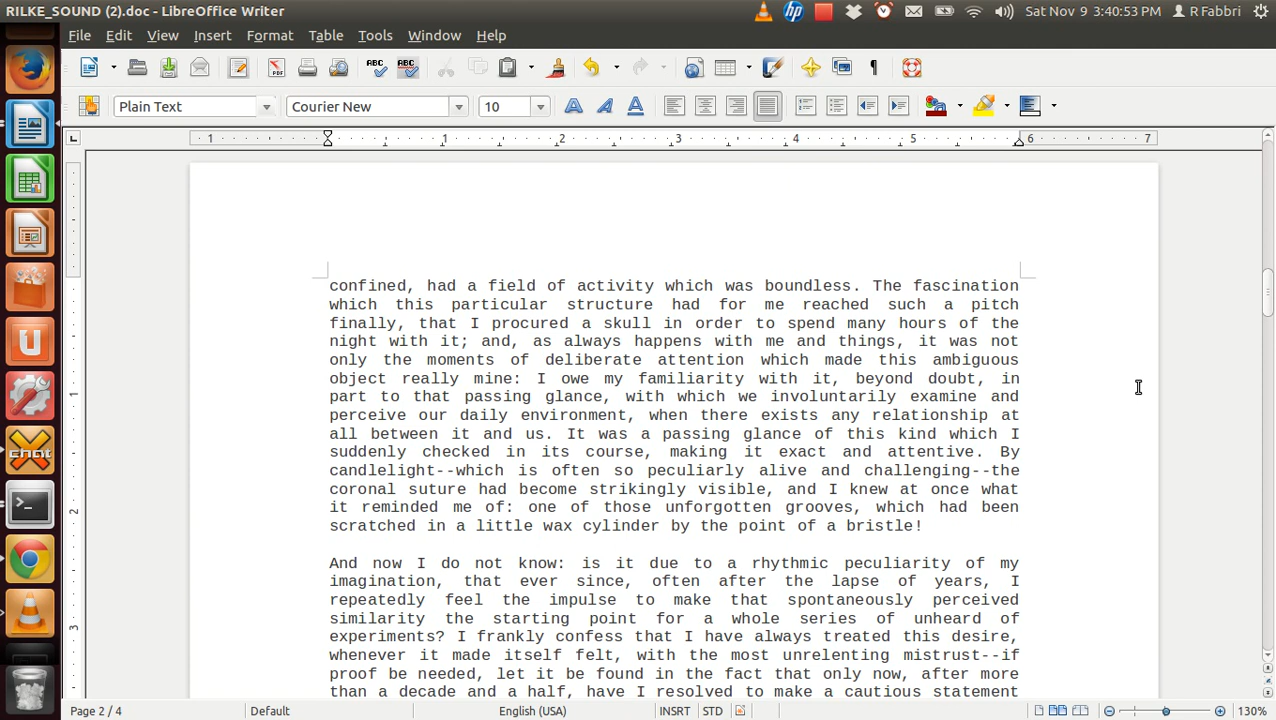 RILKE_SOUND (2).doc - LibreOffice Writer
Sat Nov 9 3:40:53 PM
R Fabbri
File Edit View Insert Format Table Tools Window Help
ABC ABC
Plain Text Courier New 10
1 1 2 3 4 5 6 7
confined, had a field of activity which was boundless. The fascination
which this particular structure had for me reached such a pitch
finally, that I procured a skull in order to spend many hours of the
night with it; and, as always happens with me and things, it was not
only the moments of deliberate attention which made this ambiguous
object really mine: I owe my familiarity with it, beyond doubt, in
part to that passing glance, with which we involuntarily examine and
perceive our daily environment, when there exists any relationship at
all between it and us. It was a passing glance of this kind which I
suddenly checked in its course, making it exact and attentive. By
candlelight--which is often so peculiarly alive and challenging--the
coronal suture had become strikingly visible, and I knew at once what
it reminded me of: one of those unforgotten grooves, which had been
scratched in a little wax cylinder by the point of a bristle!
And now I do not know: is it due to a rhythmic peculiarity of my
imagination, that ever since, often after the lapse of years, I
repeatedly feel the impulse to make that spontaneously perceived
similarity the starting point for a whole series of unheard of
experiments? I frankly confess that I have always treated this desire,
whenever it made itself felt, with the most unrelenting mistrust--if
proof be needed, let it be found in the fact that only now, after more
than a decade and a half, have I resolved to make a cautious statement
Page 2 / 4 Default English (USA) INSRT STD 130%